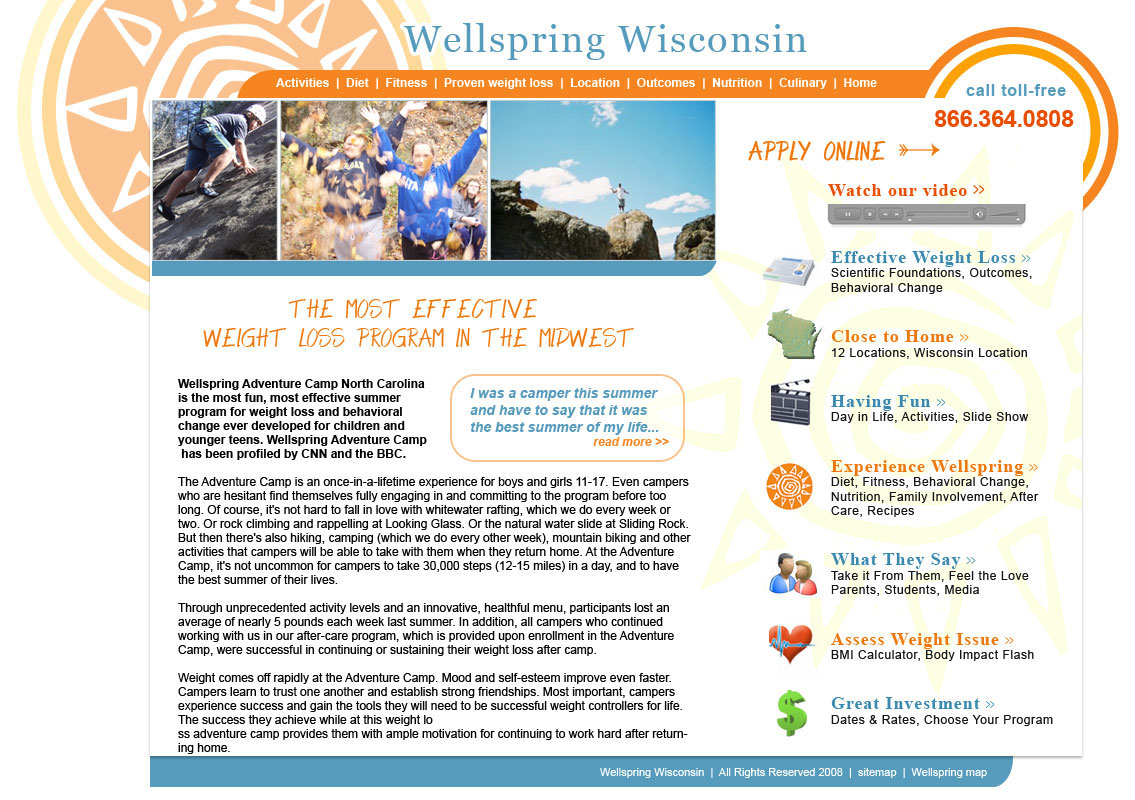 Wellspring Wisconsin
Activities | Diet | Fitness | Proven weight loss | Location | Outcomes | Nutrition | Culinary | Home
call toll-free
866.364.0808
APPLY ONLINE
Watch our video »
THE MOST EFFECTIVE
WEIGHT LOSS PROGRAM IN THE MIDWEST
Wellspring Adventure Camp North Carolina
is the most fun, most effective summer
program for weight loss and behavioral
change ever developed for children and
younger teens. Wellspring Adventure Camp
has been profiled by CNN and the BBC.
I was a camper this summer
and have to say that it was
the best summer of my life...
read more >>
The Adventure Camp is an once-in-a-lifetime experience for boys and girls 11-17. Even campers
who are hesitant find themselves fully engaging in and committing to the program before too
long. Of course, it's not hard to fall in love with whitewater rafting, which we do every week or
two. Or rock climbing and rappelling at Looking Glass. Or the natural water slide at Sliding Rock.
But then there's also hiking, camping (which we do every other week), mountain biking and other
activities that campers will be able to take with them when they return home. At the Adventure
Camp, it's not uncommon for campers to take 30,000 steps (12-15 miles) in a day, and to have
the best summer of their lives.
Through unprecedented activity levels and an innovative, healthful menu, participants lost an
average of nearly 5 pounds each week last summer. In addition, all campers who continued
working with us in our after-care program, which is provided upon enrollment in the Adventure
Camp, were successful in continuing or sustaining their weight loss after camp.
Weight comes off rapidly at the Adventure Camp. Mood and self-esteem improve even faster.
Campers learn to trust one another and establish strong friendships. Most important, campers
experience success and gain the tools they will need to be successful weight controllers for life.
The success they achieve while at this weight lo
ss adventure camp provides them with ample motivation for continuing to work hard after return-
ing home.
Effective Weight Loss »
Scientific Foundations, Outcomes,
Behavioral Change
Close to Home »
12 Locations, Wisconsin Location
Having Fun »
Day in Life, Activities, Slide Show
Experience Wellspring »
Diet, Fitness, Behavioral Change,
Nutrition, Family Involvement, After
Care, Recipes
What They Say »
Take it From Them, Feel the Love
Parents, Students, Media
Assess Weight Issue »
BMI Calculator, Body Impact Flash
Great Investment »
Dates & Rates, Choose Your Program
Wellspring Wisconsin | All Rights Reserved 2008 | sitemap | Wellspring map